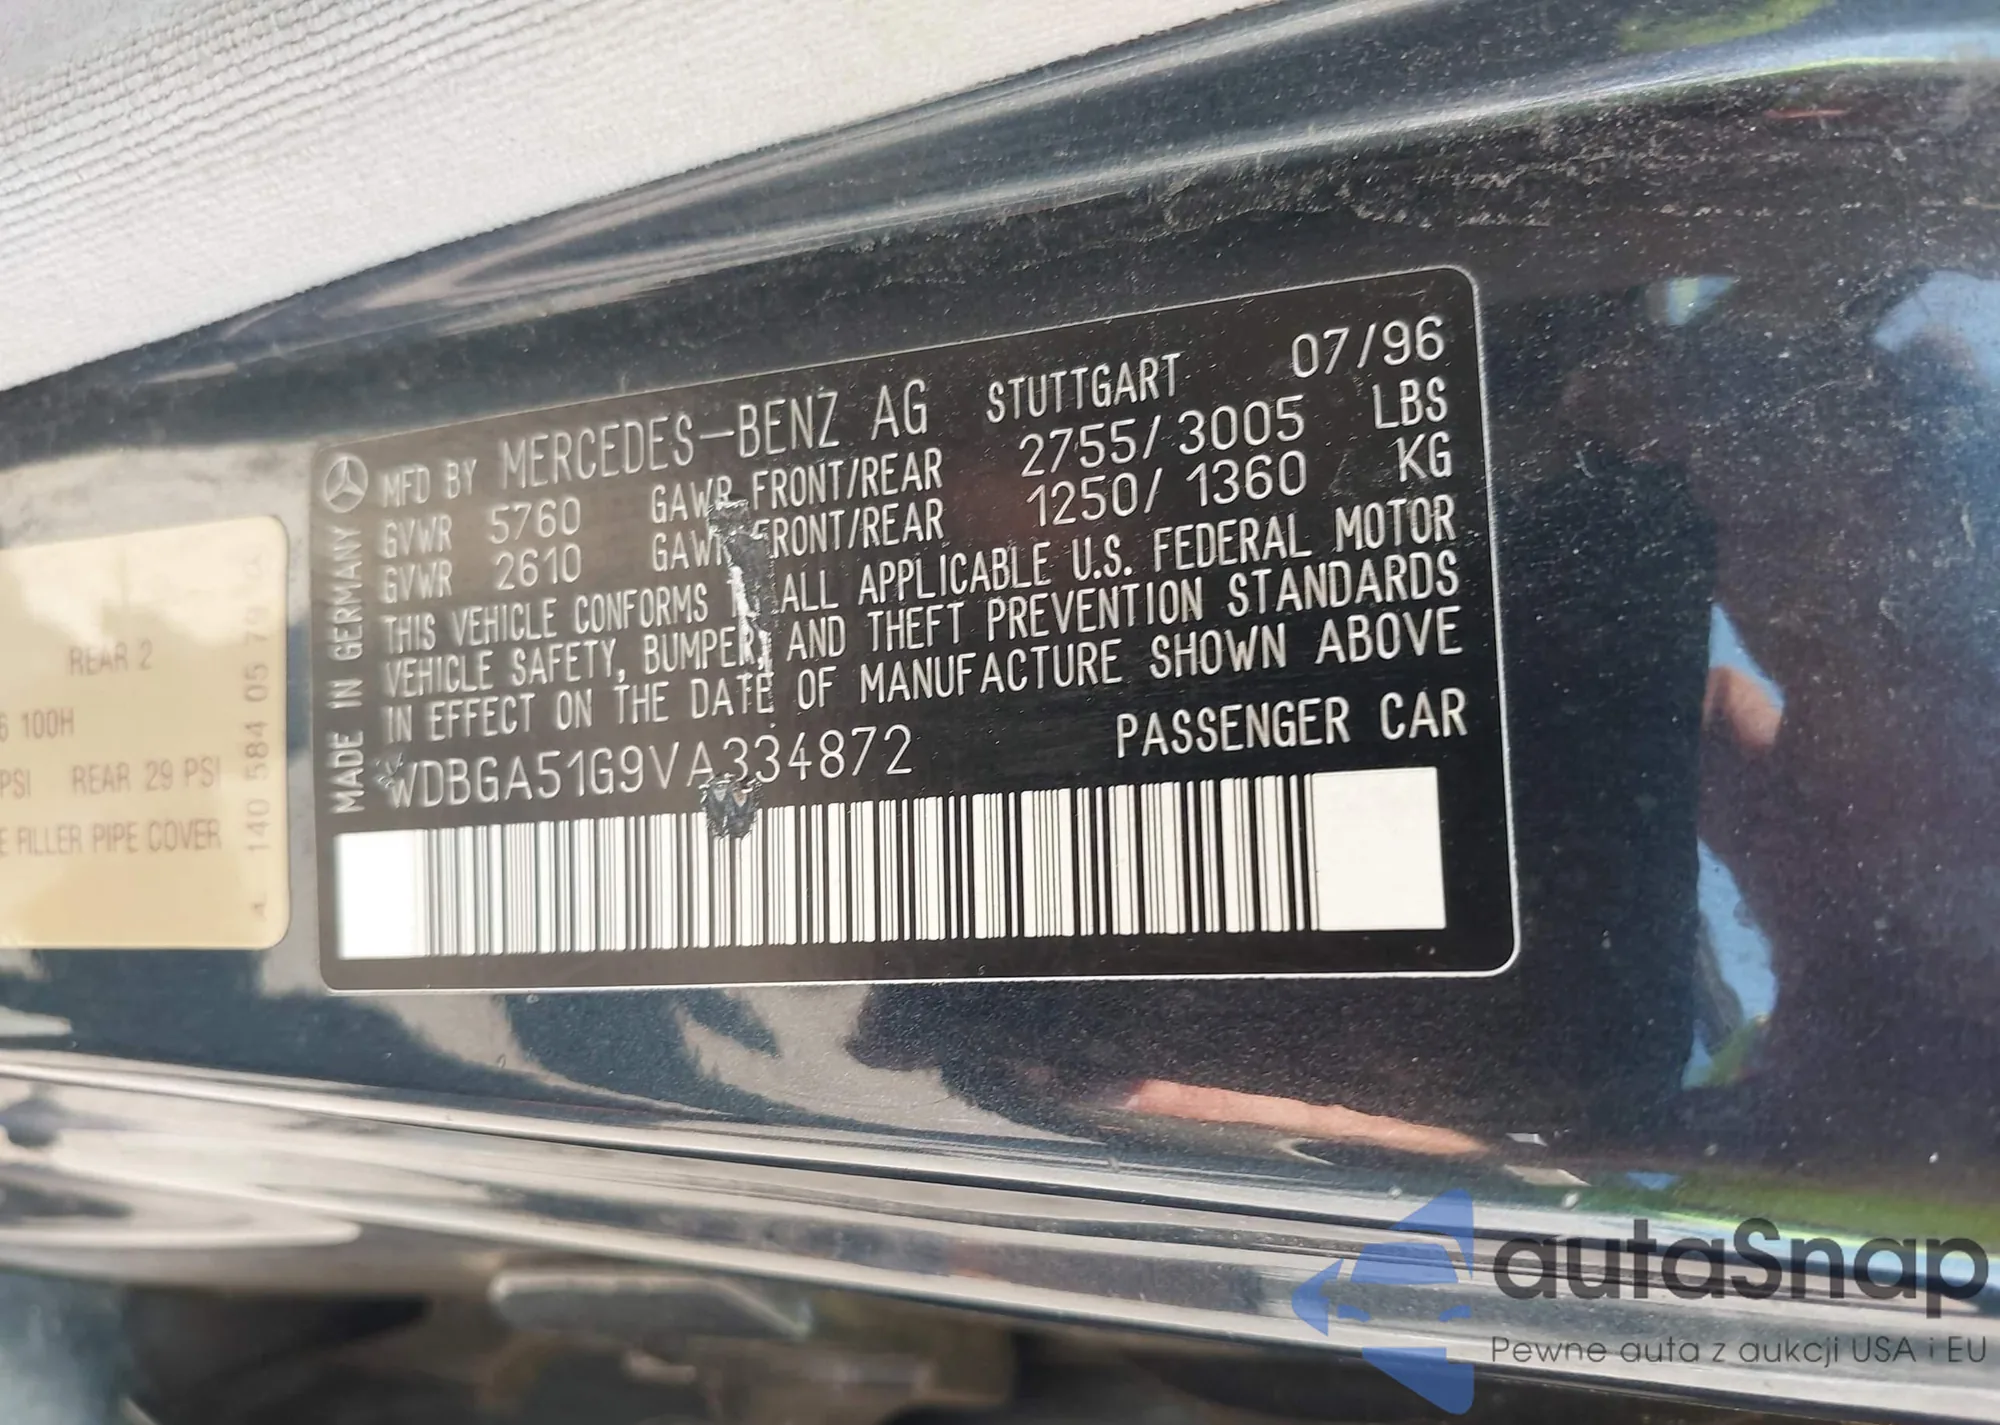 MFD BY MERCEDES-BENZ AG STUTTGART 07/96
GVWR 5760 GAWR FRONT/REAR 2755/3005 LBS
GVWR 2610 GAWR FRONT/REAR 1250/1360 KG
THIS VEHICLE CONFORMS ALL APPLICABLE U.S. FEDERAL MOTOR
VEHICLE SAFETY, BUMPER, AND THEFT PREVENTION STANDARDS
IN EFFECT ON THE DATE OF MANUFACTURE SHOWN ABOVE
WDBGA51G9VA334872 PASSENGER CAR
MADE IN GERMANY
REAR 2
6 100H
PSI REAR 29 PSI
E FILLER PIPE COVER
A 140 584 05 79
autaSnap
Pewne auta z aukcji USA i EU